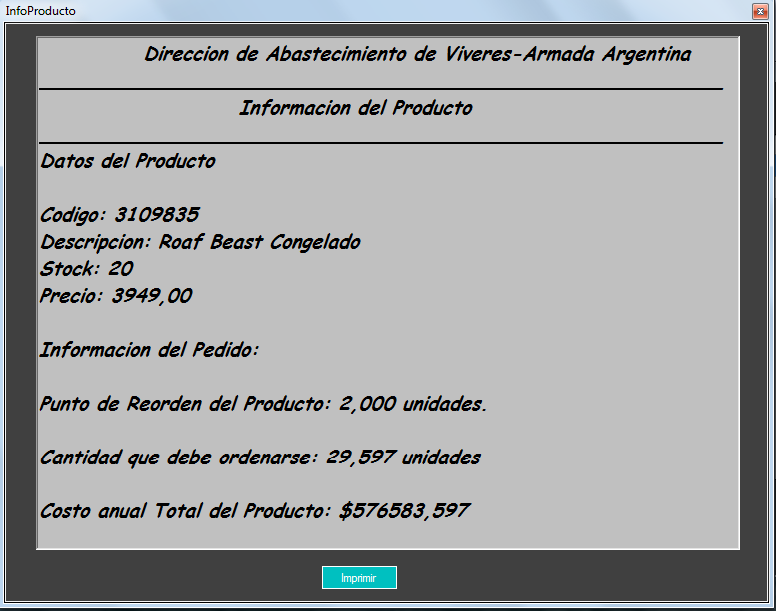 InfoProducto
Direccion de Abastecimiento de Viveres-Armada Argentina
Informacion del Producto
Datos del Producto
Codigo: 3109835
Descripcion: Roaf Beast Congelado
Stock: 20
Precio: 3949,00
Informacion del Pedido:
Punto de Reorden del Producto: 2,000 unidades.
Cantidad que debe ordenarse: 29,597 unidades
Costo anual Total del Producto: $576583,597
Imprimir